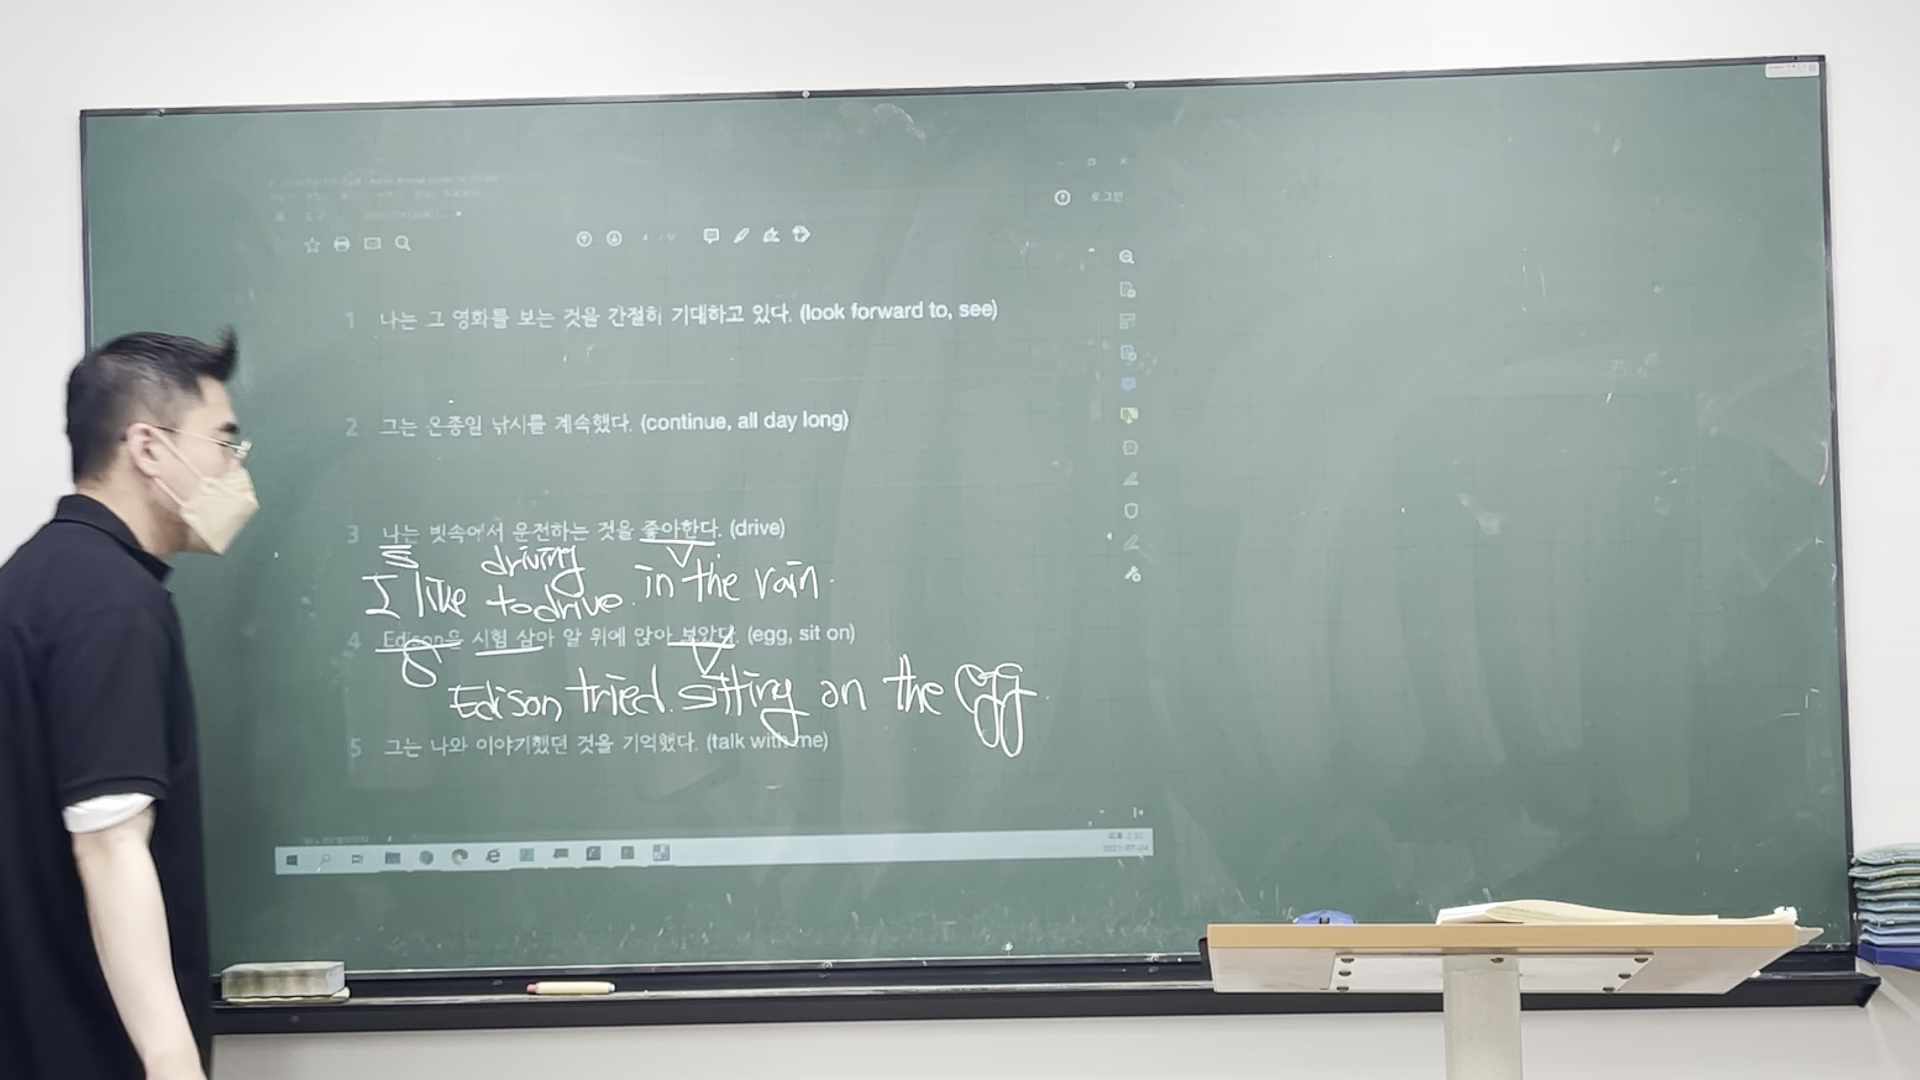 로그인
1 나는 그 영화를 보는 것을 간절히 기대하고 있다. (look forward to, see)
2 그는 온종일 낚시를 계속했다. (continue, all day long)
3 나는 빗속에서 운전하는 것을 좋아한다. (drive)
S driving V
I like to drive in the rain.
4 Edison은 시험 삼아 알 위에 앉아 보았다. (egg, sit on)
S V
Edison tried sitting on the egg.
5 그는 나와 이야기했던 것을 기억했다. (talk with me)